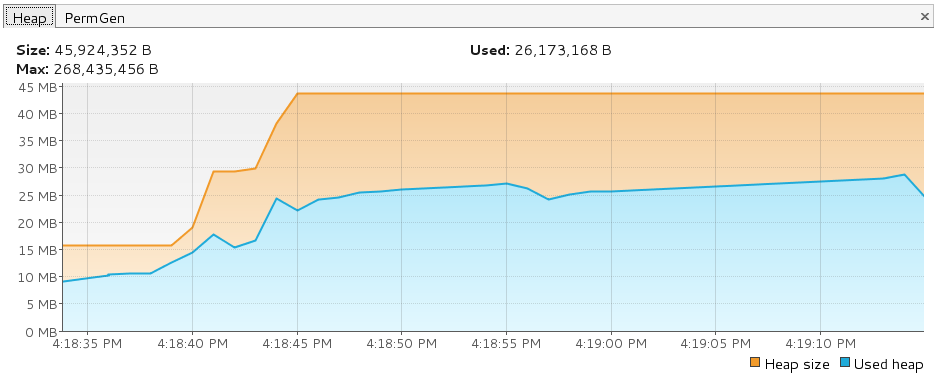 Heap PermGen ×
Size: 45,924,352 B Used: 26,173,168 B
Max: 268,435,456 B
45 MB
40 MB
35 MB
30 MB
25 MB
20 MB
15 MB
10 MB
5 MB
0 MB
4:18:35 PM 4:18:40 PM 4:18:45 PM 4:18:50 PM 4:18:55 PM 4:19:00 PM 4:19:05 PM 4:19:10 PM
Heap size Used heap